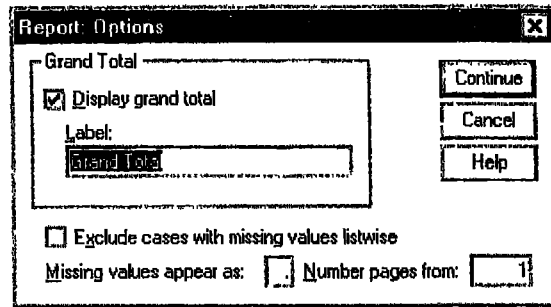 Report: Options
Grand Total
Display grand total
Label:
Grand Total
Continue
Cancel
Help
Exclude cases with missing values listwise
Missing values appear as: . Number pages from: 1